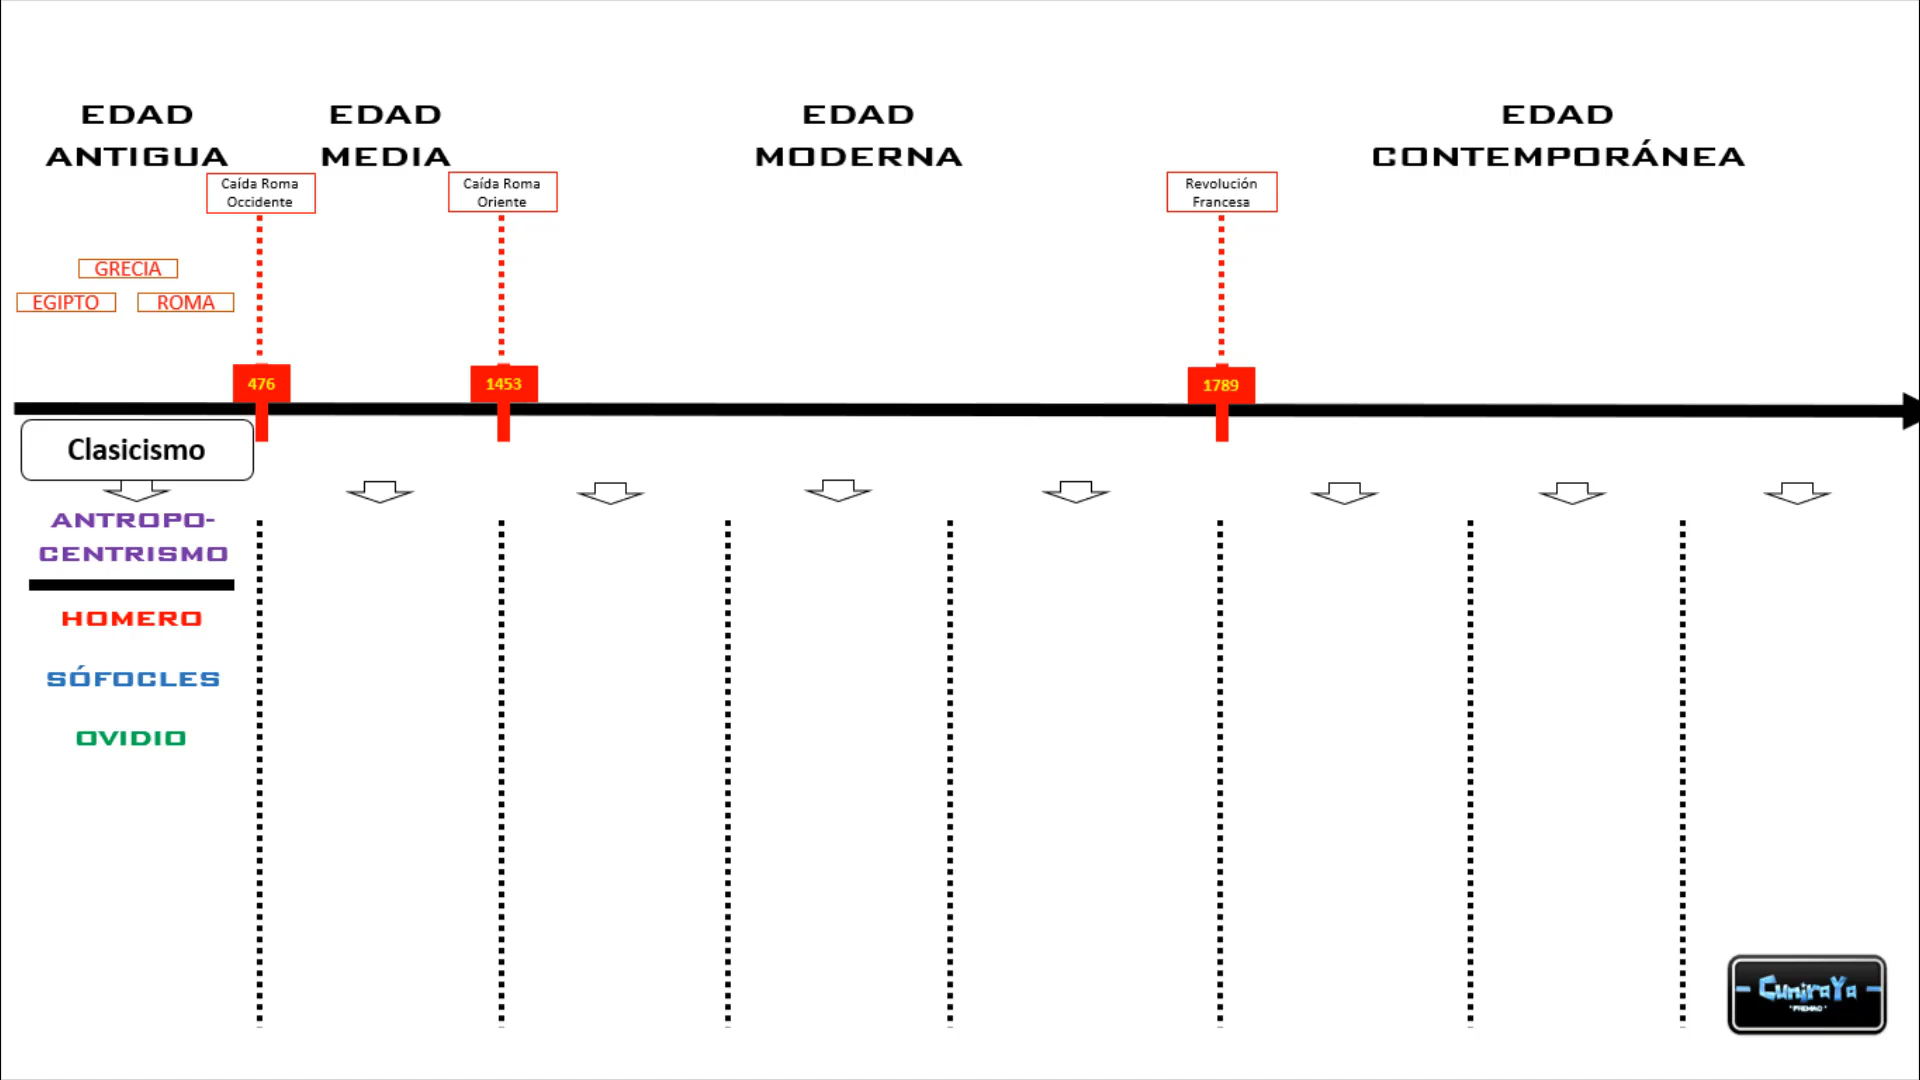 EDAD
ANTIGUA
EDAD
MEDIA
EDAD
MODERNA
EDAD
CONTEMPORÁNEA
Caída Roma
Occidente
Caída Roma
Oriente
Revolución
Francesa
GRECIA
EGIPTO
ROMA
476
1453
1789
Clasicismo
ANTROPO-
CENTRISMO
HOMERO
SÓFOCLES
OVIDIO
CuniraYa